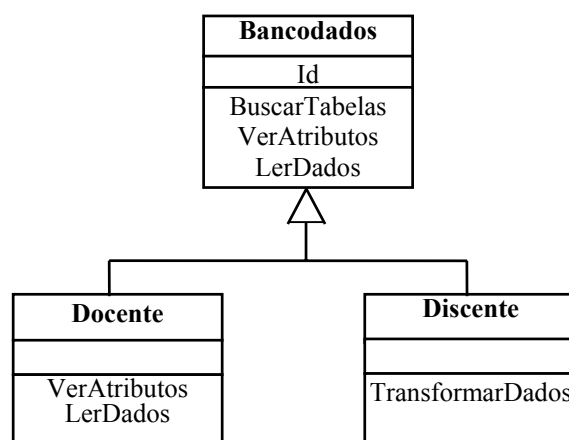 Bancodados
Id
BuscarTabelas
VerAtributos
LerDados
Docente
VerAtributos
LerDados
Discente
TransformarDados